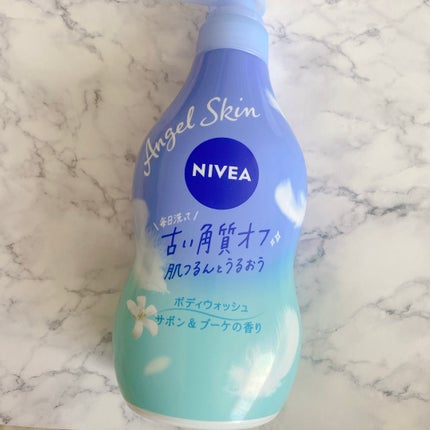 Angel Skin
NIVEA
\毎日洗って/
古い角質オフ
肌つるんとうるおう
ボディウォッシュ
サボン&ブーケの香り